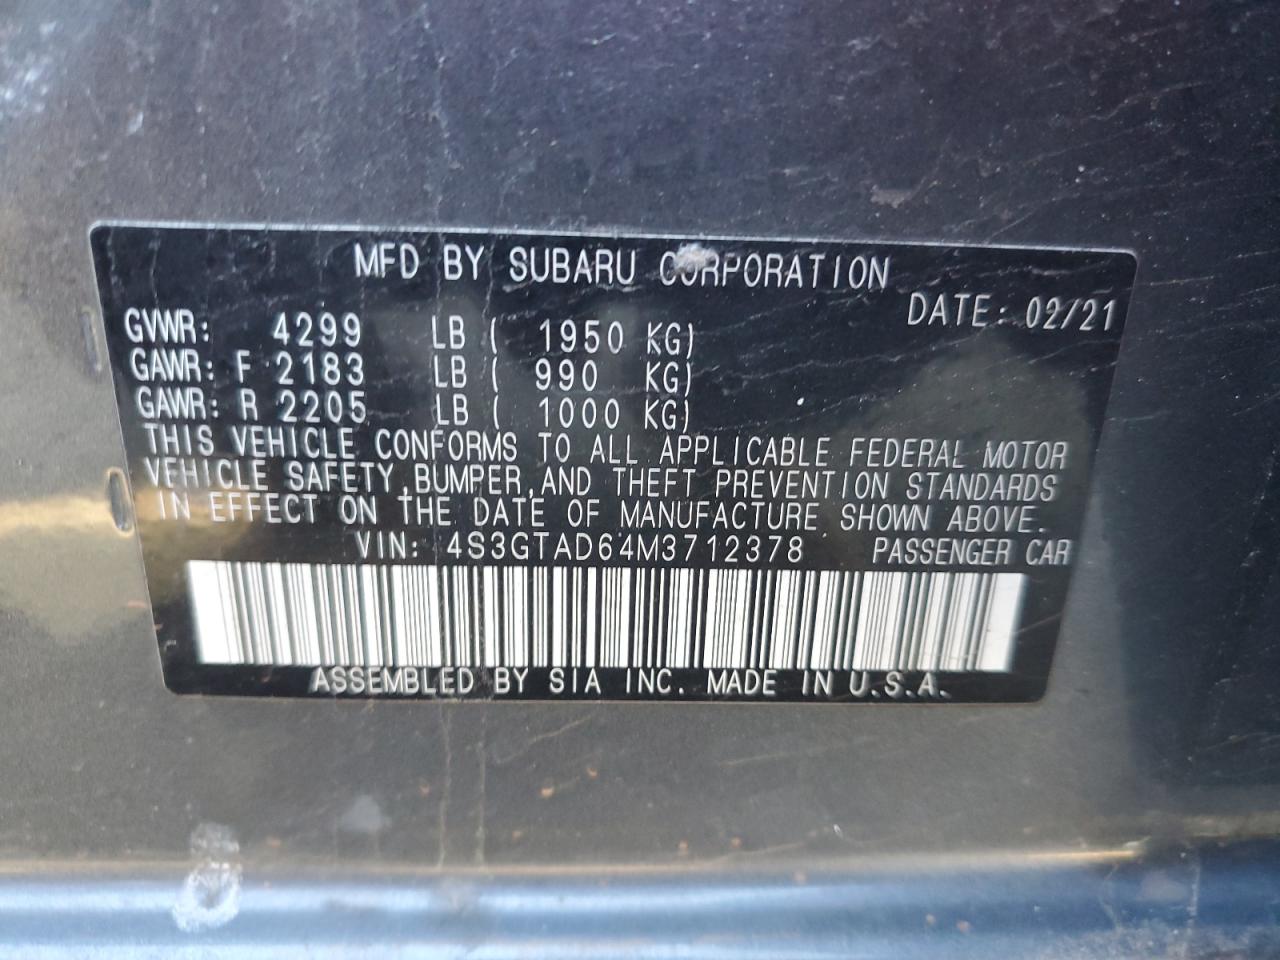 MFD BY SUBARU CORPORATION
DATE: 02/21
GVWR: 4299 LB ( 1950 KG)
GAWR: F 2183 LB ( 990 KG)
GAWR: R 2205 LB ( 1000 KG)
THIS VEHICLE CONFORMS TO ALL APPLICABLE FEDERAL MOTOR
VEHICLE SAFETY, BUMPER, AND THEFT PREVENTION STANDARDS
IN EFFECT ON THE DATE OF MANUFACTURE SHOWN ABOVE.
VIN: 4S3GTAD64M3712378 PASSENGER CAR
ASSEMBLED BY SIA INC. MADE IN U.S.A.